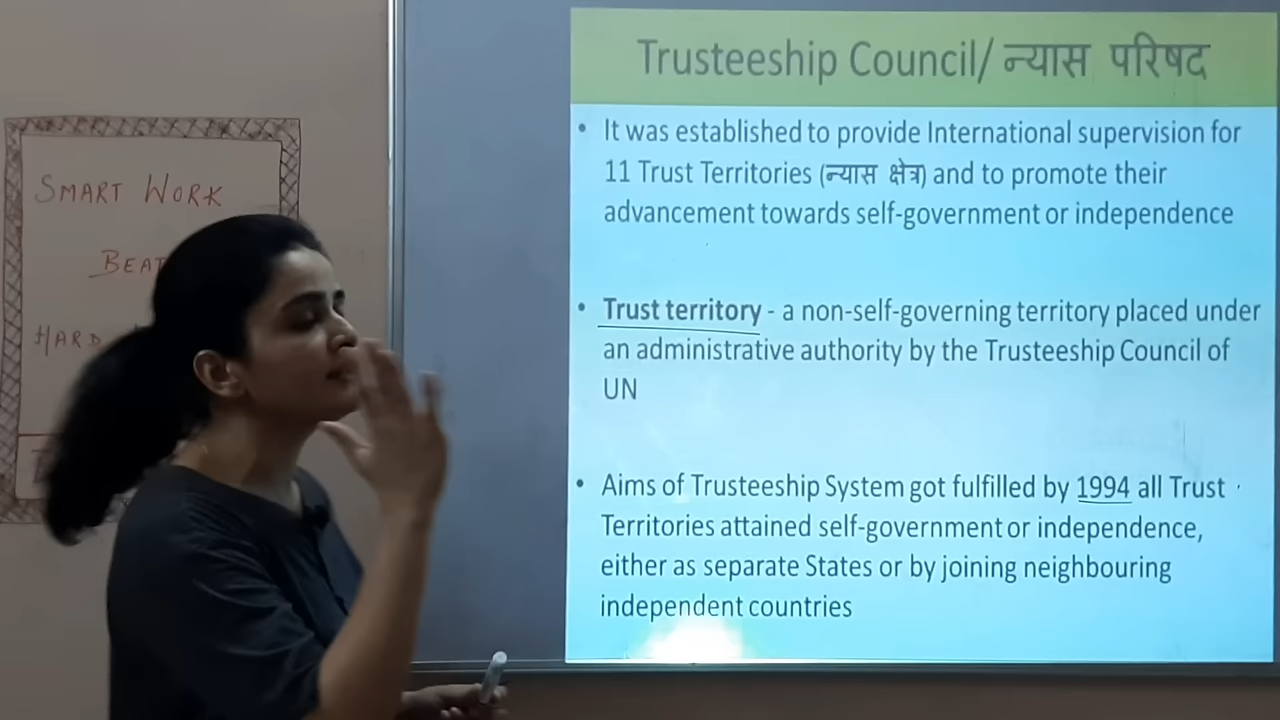 SMART WORK
BEAT
HARD
Trusteeship Council/ न्यास परिषद
• It was established to provide International supervision for
11 Trust Territories (न्यास क्षेत्र) and to promote their
advancement towards self-government or independence
• Trust territory - a non-self-governing territory placed under
an administrative authority by the Trusteeship Council of
UN
• Aims of Trusteeship System got fulfilled by 1994 all Trust
Territories attained self-government or independence,
either as separate States or by joining neighbouring
independent countries